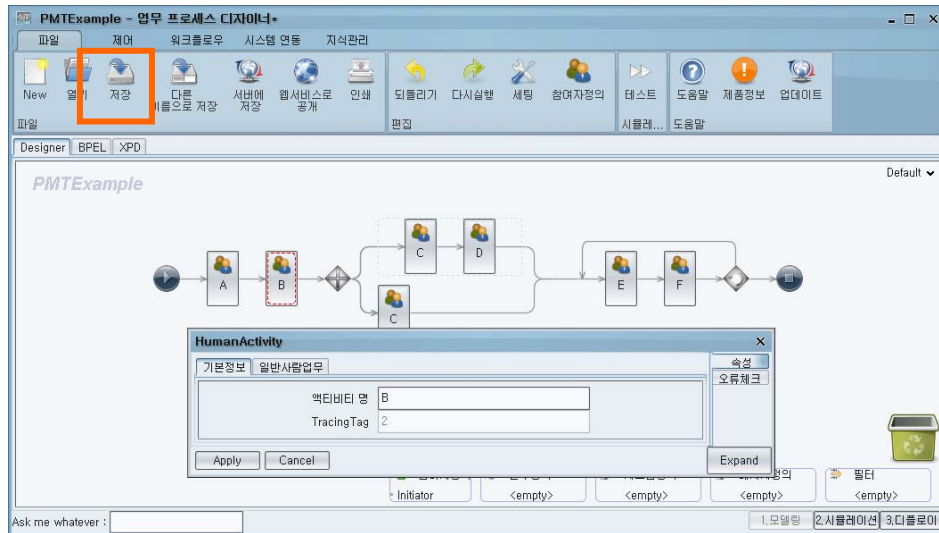 PMTExample - 업무 프로세스 디자이너*
파일 제어 워크플로우 시스템 연동 지식관리
New 열기 저장 다른 이름으로 저장 서버에 저장 웹서비스로 공개 인쇄 되돌리기 다시실행 세팅 참여자정의 테스트 도움말 제품정보 업데이트
파일 편집 시뮬레... 도움말
Designer BPEL XPD
Default
PMTExample
C D
A B E F
C
HumanActivity
기본정보 일반사람업무 속성
오류체크
액티비티 명 B
TracingTag 2
Apply Cancel Expand
필터
Initiator <empty> <empty> <empty> <empty>
Ask me whatever : 1.모델링 2.시뮬레이션 3.디플로이